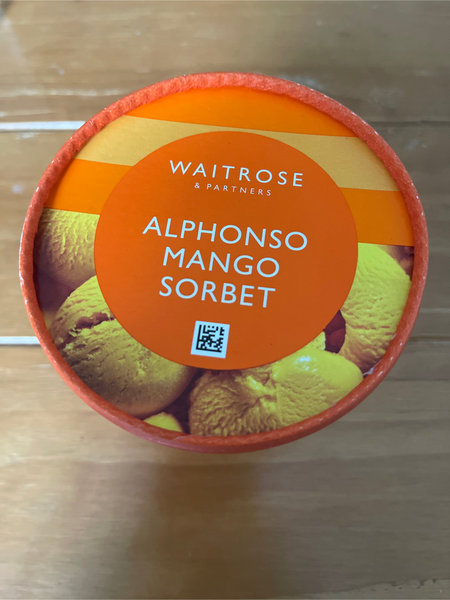 WAITROSE
& PARTNERS
ALPHONSO
MANGO
SORBET